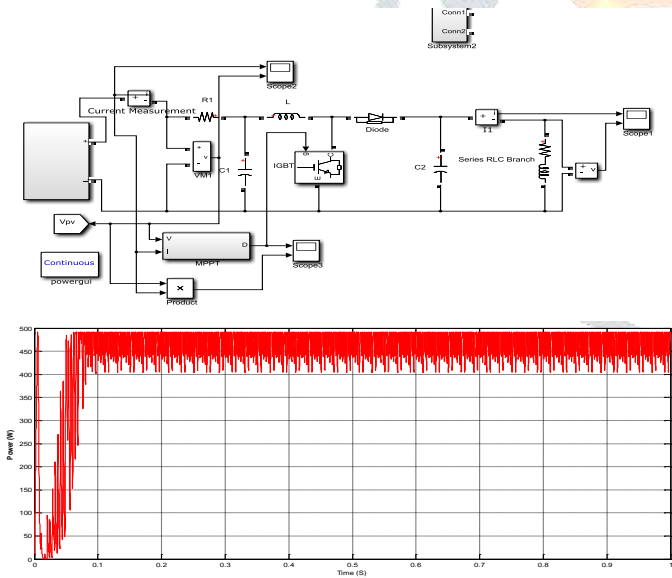 Conn1
Conn2
Subsystem2
Scope2
Current Measurement
R1
L
Diode
I1
Scope1
VM1
C1
IGBT
g
C
E
C2
Series RLC Branch
v
v
Vpv
V
I
MPPT
D
Scope3
Continuous
powergui
×
Product
500
450
400
350
300
250
200
150
100
50
0
Power (W)
0
0.1
0.2
0.3
0.4
0.5
0.6
0.7
0.8
0.9
Time (S)